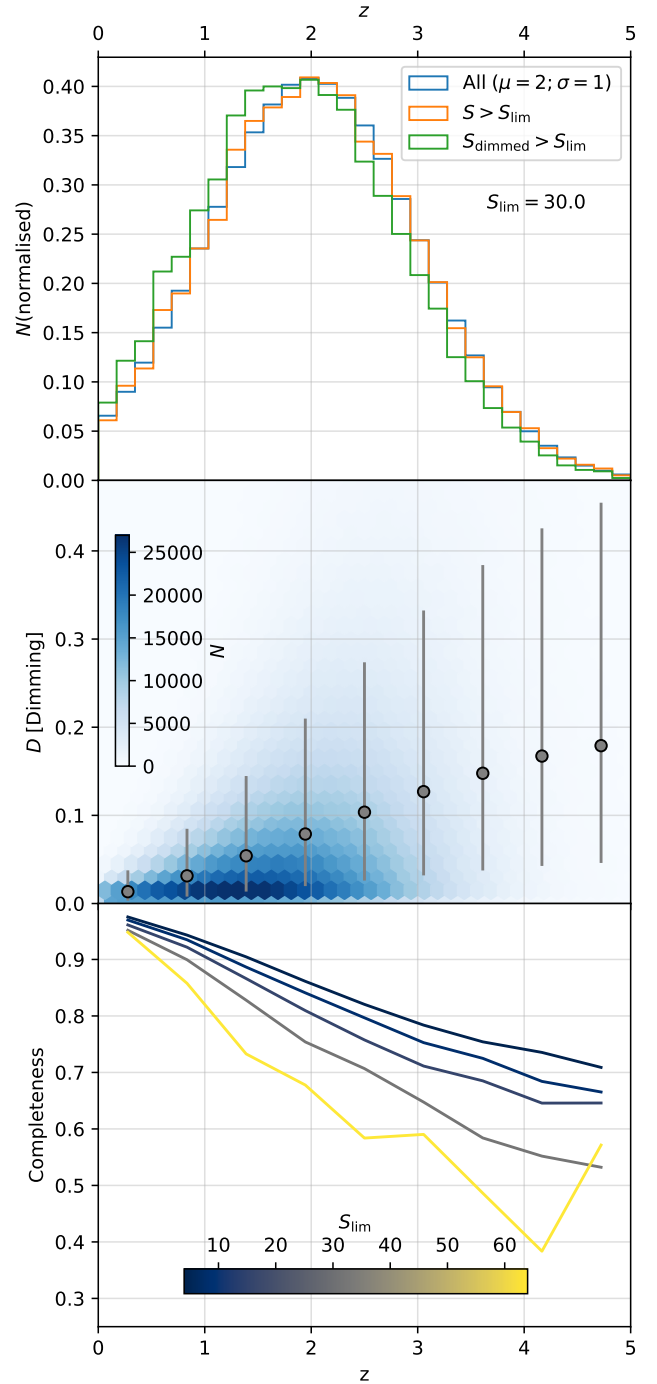 z
0 1 2 3 4 5
0.40
0.35
0.30
0.25
0.20
0.15
0.10
0.05
0.00
N(normalised)
All (μ = 2; σ = 1)
S > S_lim
S_dimmed > S_lim
S_lim = 30.0
0.4
0.3
0.2
0.1
0.0
D [Dimming]
25000
20000
15000
10000
5000
0
N
0.9
0.8
0.7
0.6
0.5
0.4
0.3
Completeness
S_lim
10 20 30 40 50 60
0 1 2 3 4 5
z